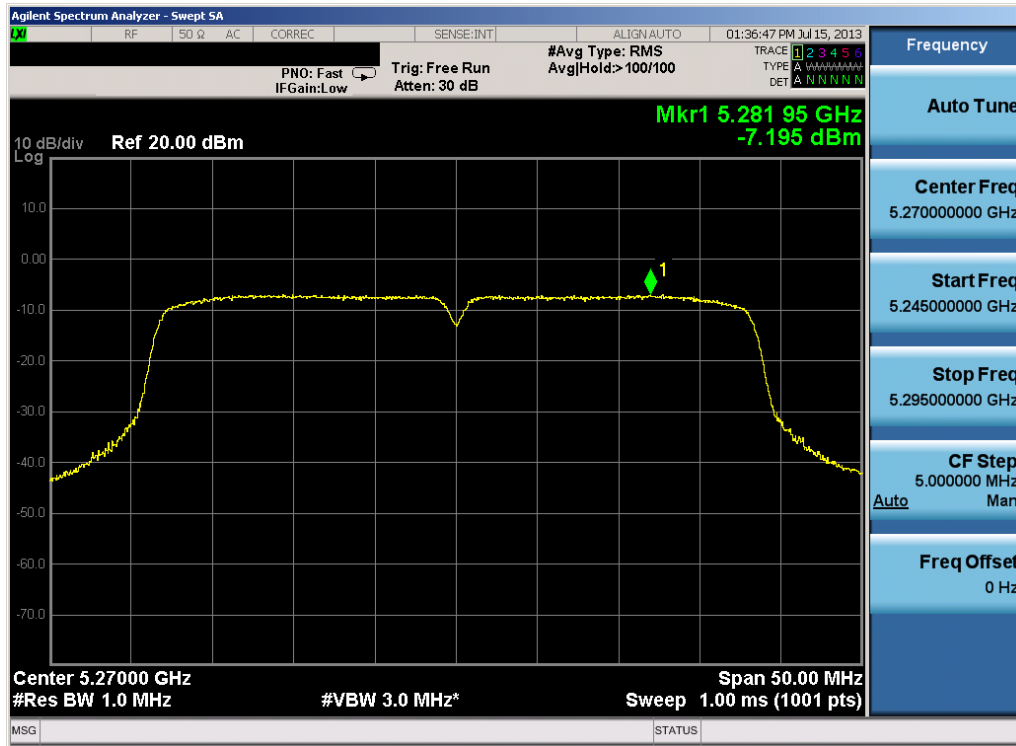 Agilent Spectrum Analyzer - Swept SA
LXI RF 50 Ω AC CORREC SENSE:INT ALIGN AUTO 01:36:47 PM Jul 15, 2013
PNO: Fast
IFGain:Low
Trig: Free Run
Atten: 30 dB
#Avg Type: RMS
Avg|Hold:>100/100
TRACE 1 2 3 4 5 6
TYPE A WWWWW
DET A N N N N N
Mkr1 5.281 95 GHz
-7.195 dBm
10 dB/div Ref 20.00 dBm
Log
10.0
0.00
-10.0
-20.0
-30.0
-40.0
-50.0
-60.0
-70.0
1
Center 5.27000 GHz Span 50.00 MHz
#Res BW 1.0 MHz #VBW 3.0 MHz* Sweep 1.00 ms (1001 pts)
MSG STATUS
Frequency
Auto Tune
Center Freq
5.270000000 GHz
Start Freq
5.245000000 GHz
Stop Freq
5.295000000 GHz
CF Step
5.000000 MHz
Auto Man
Freq Offset
0 Hz